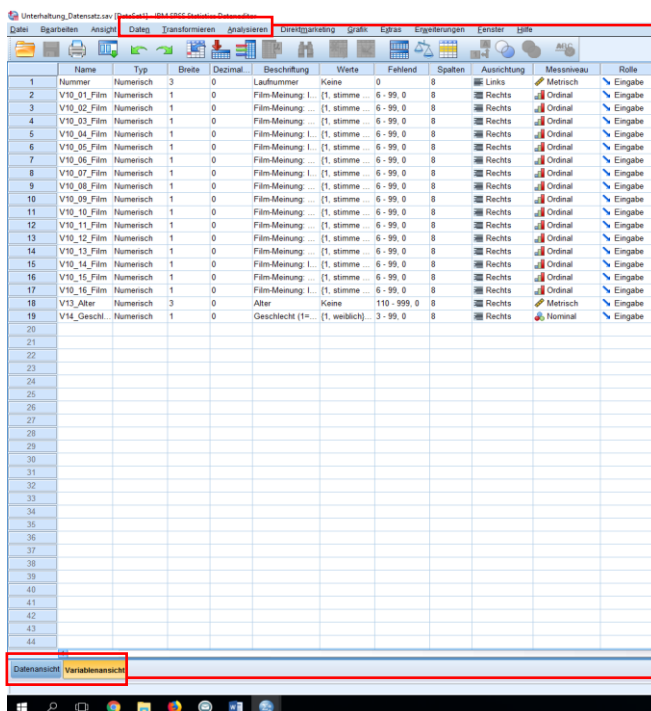 Unterhaltung_Datensatz.sav [DataSet1] - IBM SPSS Statistics Dateneditor
Datei Bearbeiten Ansicht Daten Transformieren Analysieren Direktmarketing Grafik Extras Erweiterungen Fenster Hilfe
Name Typ Breite Dezimal... Beschriftung Werte Fehlend Spalten Ausrichtung Messniveau Rolle
1 Nummer Numerisch 3 0 Laufnummer Keine 0 8 Links Metrisch Eingabe
2 V10_01_Film Numerisch 1 0 Film-Meinung: I... {1, stimme ... 6 - 99, 0 8 Rechts Ordinal Eingabe
3 V10_02_Film Numerisch 1 0 Film-Meinung: ... {1, stimme ... 6 - 99, 0 8 Rechts Ordinal Eingabe
4 V10_03_Film Numerisch 1 0 Film-Meinung: ... {1, stimme ... 6 - 99, 0 8 Rechts Ordinal Eingabe
5 V10_04_Film Numerisch 1 0 Film-Meinung: I... {1, stimme ... 6 - 99, 0 8 Rechts Ordinal Eingabe
6 V10_05_Film Numerisch 1 0 Film-Meinung: I... {1, stimme ... 6 - 99, 0 8 Rechts Ordinal Eingabe
7 V10_06_Film Numerisch 1 0 Film-Meinung: ... {1, stimme ... 6 - 99, 0 8 Rechts Ordinal Eingabe
8 V10_07_Film Numerisch 1 0 Film-Meinung: I... {1, stimme ... 6 - 99, 0 8 Rechts Ordinal Eingabe
9 V10_08_Film Numerisch 1 0 Film-Meinung: ... {1, stimme ... 6 - 99, 0 8 Rechts Ordinal Eingabe
10 V10_09_Film Numerisch 1 0 Film-Meinung: ... {1, stimme ... 6 - 99, 0 8 Rechts Ordinal Eingabe
11 V10_10_Film Numerisch 1 0 Film-Meinung: ... {1, stimme ... 6 - 99, 0 8 Rechts Ordinal Eingabe
12 V10_11_Film Numerisch 1 0 Film-Meinung: ... {1, stimme ... 6 - 99, 0 8 Rechts Ordinal Eingabe
13 V10_12_Film Numerisch 1 0 Film-Meinung: ... {1, stimme ... 6 - 99, 0 8 Rechts Ordinal Eingabe
14 V10_13_Film Numerisch 1 0 Film-Meinung: ... {1, stimme ... 6 - 99, 0 8 Rechts Ordinal Eingabe
15 V10_14_Film Numerisch 1 0 Film-Meinung: I... {1, stimme ... 6 - 99, 0 8 Rechts Ordinal Eingabe
16 V10_15_Film Numerisch 1 0 Film-Meinung: ... {1, stimme ... 6 - 99, 0 8 Rechts Ordinal Eingabe
17 V10_16_Film Numerisch 1 0 Film-Meinung: I... {1, stimme ... 6 - 99, 0 8 Rechts Ordinal Eingabe
18 V13_Alter Numerisch 3 0 Alter Keine 110 - 999, 0 8 Rechts Metrisch Eingabe
19 V14_Geschl... Numerisch 1 0 Geschlecht (1=... {1, weiblich}... 3 - 99, 0 8 Rechts Nominal Eingabe
20
21
22
23
24
25
26
27
28
29
30
31
32
33
34
35
36
37
38
39
40
41
42
43
44
Datenansicht Variablenansicht